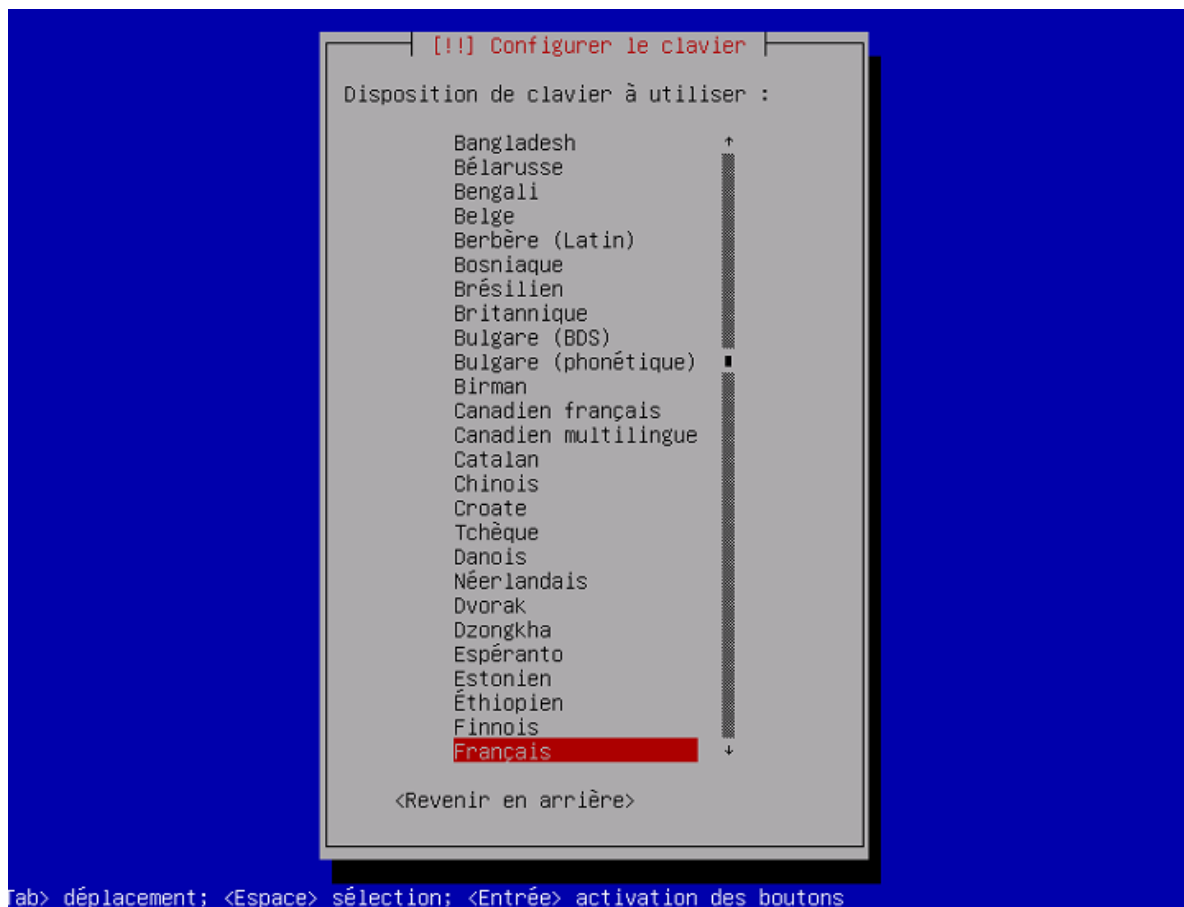 [!!] Configurer le clavier
Disposition de clavier à utiliser :
Bangladesh
Bélarusse
Bengali
Belge
Berbère (Latin)
Bosniaque
Brésilien
Britannique
Bulgare (BDS)
Bulgare (phonétique)
Birman
Canadien français
Canadien multilingue
Catalan
Chinois
Croate
Tchèque
Danois
Néerlandais
Dvorak
Dzongkha
Espéranto
Estonien
Éthiopien
Finnois
Français
<Revenir en arrière>
Tab> déplacement; <Espace> sélection; <Entrée> activation des boutons